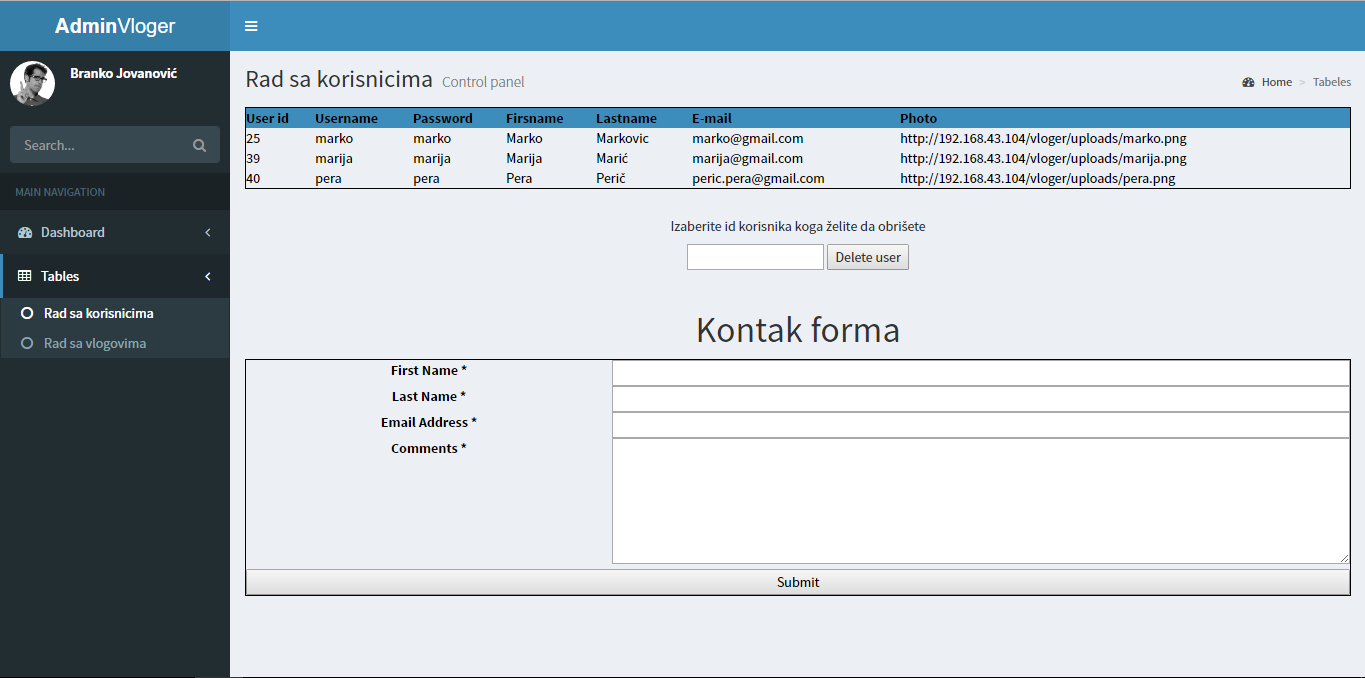 AdminVloger
Branko Jovanović
Search...
MAIN NAVIGATION
Dashboard
Tables
Rad sa korisnicima
Rad sa vlogovima
Rad sa korisnicima Control panel
Home > Tabeles
User id Username Password Firsname Lastname E-mail Photo
25 marko marko Marko Markovic marko@gmail.com http://192.168.43.104/vloger/uploads/marko.png
39 marija marija Marija Marić marija@gmail.com http://192.168.43.104/vloger/uploads/marija.png
40 pera pera Pera Perič peric.pera@gmail.com http://192.168.43.104/vloger/uploads/pera.png
Izaberite id korisnika koga želite da obrišete
Delete user
Kontak forma
First Name *
Last Name *
Email Address *
Comments *
Submit